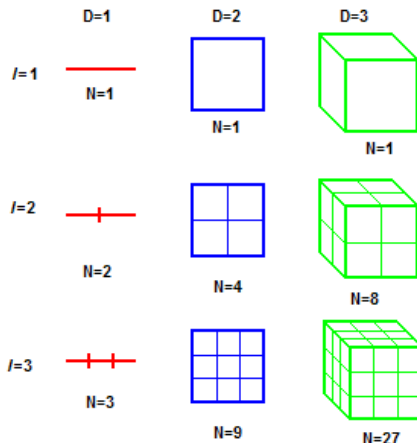 D=1 D=2 D=3
l=1
N=1 N=1 N=1
l=2
N=2 N=4 N=8
l=3
N=3 N=9 N=27